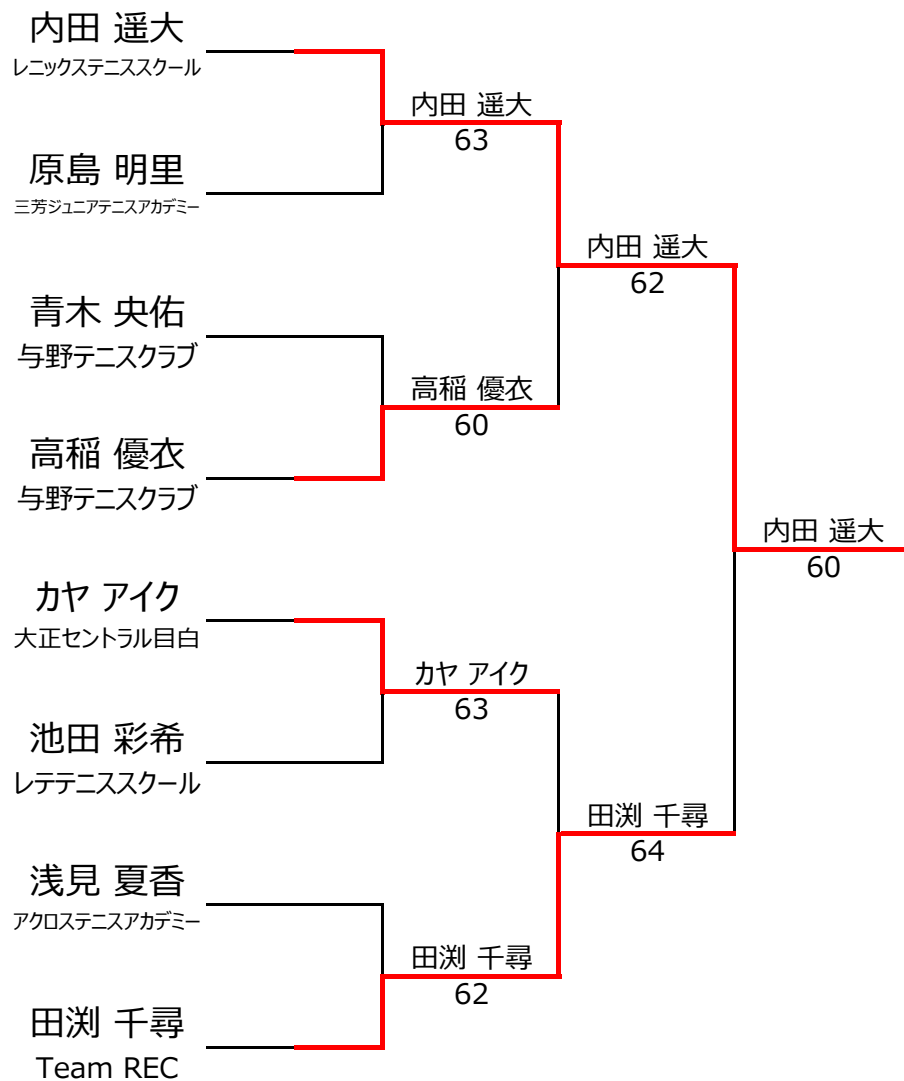 内田 遥大
レニックステニススクール
原島 明里
三芳ジュニアテニスアカデミー
青木 央佑
与野テニスクラブ
高稲 優衣
与野テニスクラブ
カヤ アイク
大正セントラル目白
池田 彩希
レテテニススクール
浅見 夏香
アクロステニスアカデミー
田渕 千尋
Team REC
内田 遥大
63
高稲 優衣
60
カヤ アイク
63
田渕 千尋
62
内田 遥大
62
田渕 千尋
64
内田 遥大
60